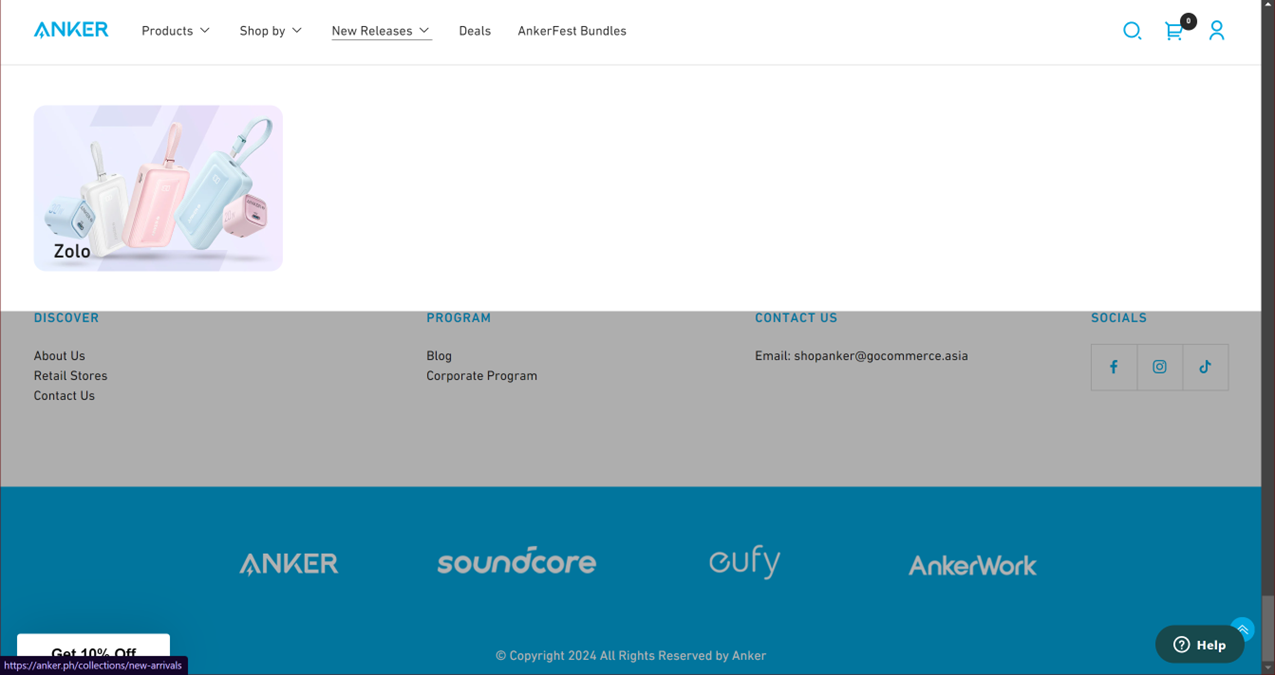 ANKER
Products
Shop by
New Releases
Deals
AnkerFest Bundles
0
Zolo
DISCOVER
PROGRAM
CONTACT US
SOCIALS
About Us
Blog
Email: shopanker@gocommerce.asia
Retail Stores
Corporate Program
Contact Us
ANKER
soundcore
eufy
AnkerWork
Get 10% Off
Help
© Copyright 2024 All Rights Reserved by Anker
https://anker.ph/collections/new-arrivals